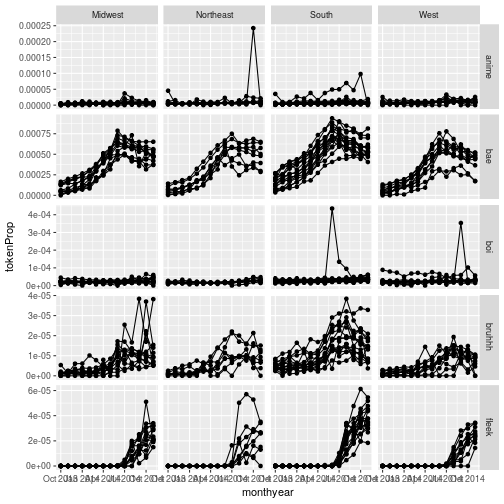 Midwest Northeast South West
0.00025
0.00020
0.00015
0.00010
0.00005
0.00000
anime
0.00075
0.00050
0.00025
0.00000
bae
4e-04
3e-04
2e-04
1e-04
0e+00
boi
4e-05
3e-05
2e-05
1e-05
0e+00
bruhhh
6e-05
4e-05
2e-05
0e+00
fleek
tokenProp
Oct 2014
monthyear